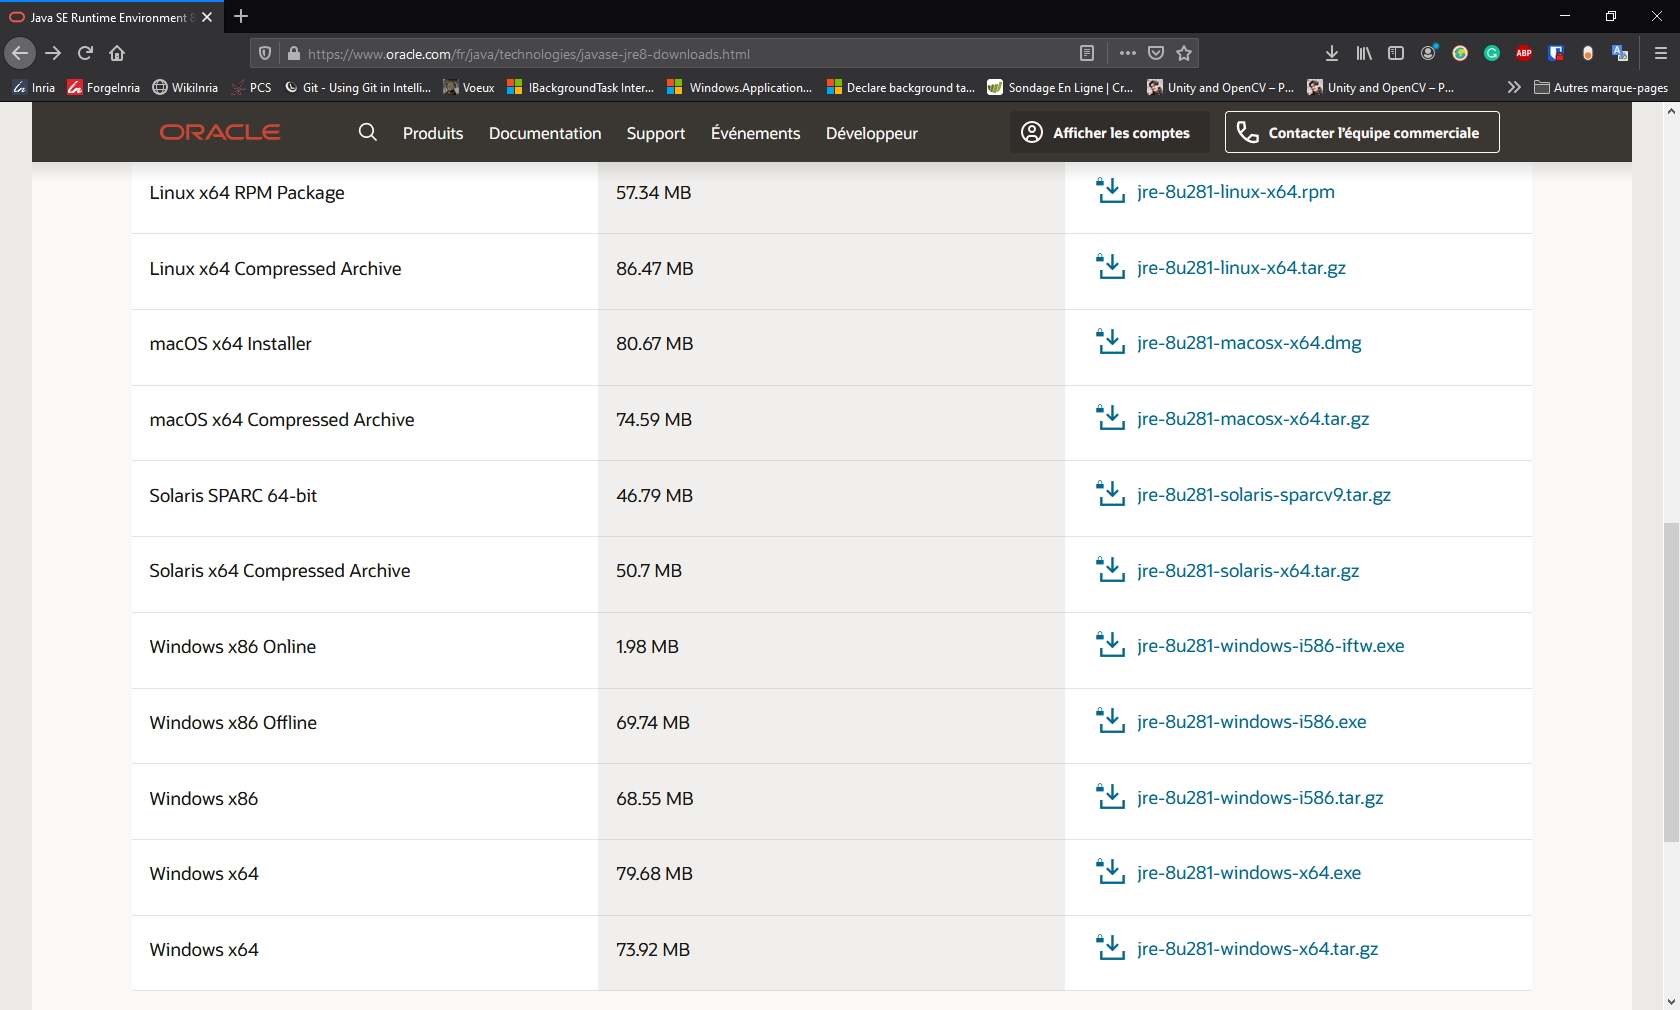 Java SE Runtime Environment 8
https://www.oracle.com/fr/java/technologies/javase-jre8-downloads.html
ABP
Inria ForgeInria WikiInria PCS Git - Using Git in Intelli... Voeux IBackgroundTask Inter... Windows.Application... Declare background ta... Sondage En Ligne | Cr... Unity and OpenCV – P... Unity and OpenCV – P... Autres marque-pages
ORACLE Produits Documentation Support Événements Développeur Afficher les comptes Contacter l’équipe commerciale
Linux x64 RPM Package 57.34 MB jre-8u281-linux-x64.rpm
Linux x64 Compressed Archive 86.47 MB jre-8u281-linux-x64.tar.gz
macOS x64 Installer 80.67 MB jre-8u281-macosx-x64.dmg
macOS x64 Compressed Archive 74.59 MB jre-8u281-macosx-x64.tar.gz
Solaris SPARC 64-bit 46.79 MB jre-8u281-solaris-sparcv9.tar.gz
Solaris x64 Compressed Archive 50.7 MB jre-8u281-solaris-x64.tar.gz
Windows x86 Online 1.98 MB jre-8u281-windows-i586-iftw.exe
Windows x86 Offline 69.74 MB jre-8u281-windows-i586.exe
Windows x86 68.55 MB jre-8u281-windows-i586.tar.gz
Windows x64 79.68 MB jre-8u281-windows-x64.exe
Windows x64 73.92 MB jre-8u281-windows-x64.tar.gz